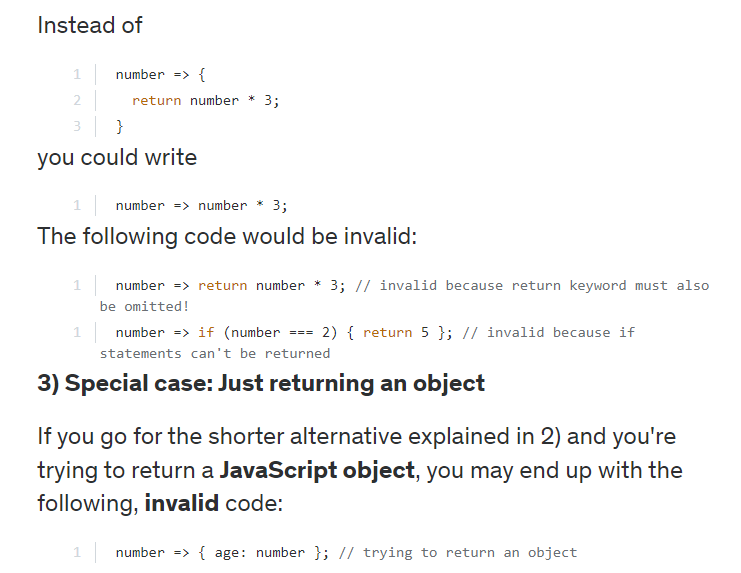 Instead of
1 number => {
2 return number * 3;
3 }
you could write
1 number => number * 3;
The following code would be invalid:
1 number => return number * 3; // invalid because return keyword must also
be omitted!
1 number => if (number === 2) { return 5 }; // invalid because if
statements can't be returned
3) Special case: Just returning an object
If you go for the shorter alternative explained in 2) and you're
trying to return a JavaScript object, you may end up with the
following, invalid code:
1 number => { age: number }; // trying to return an object